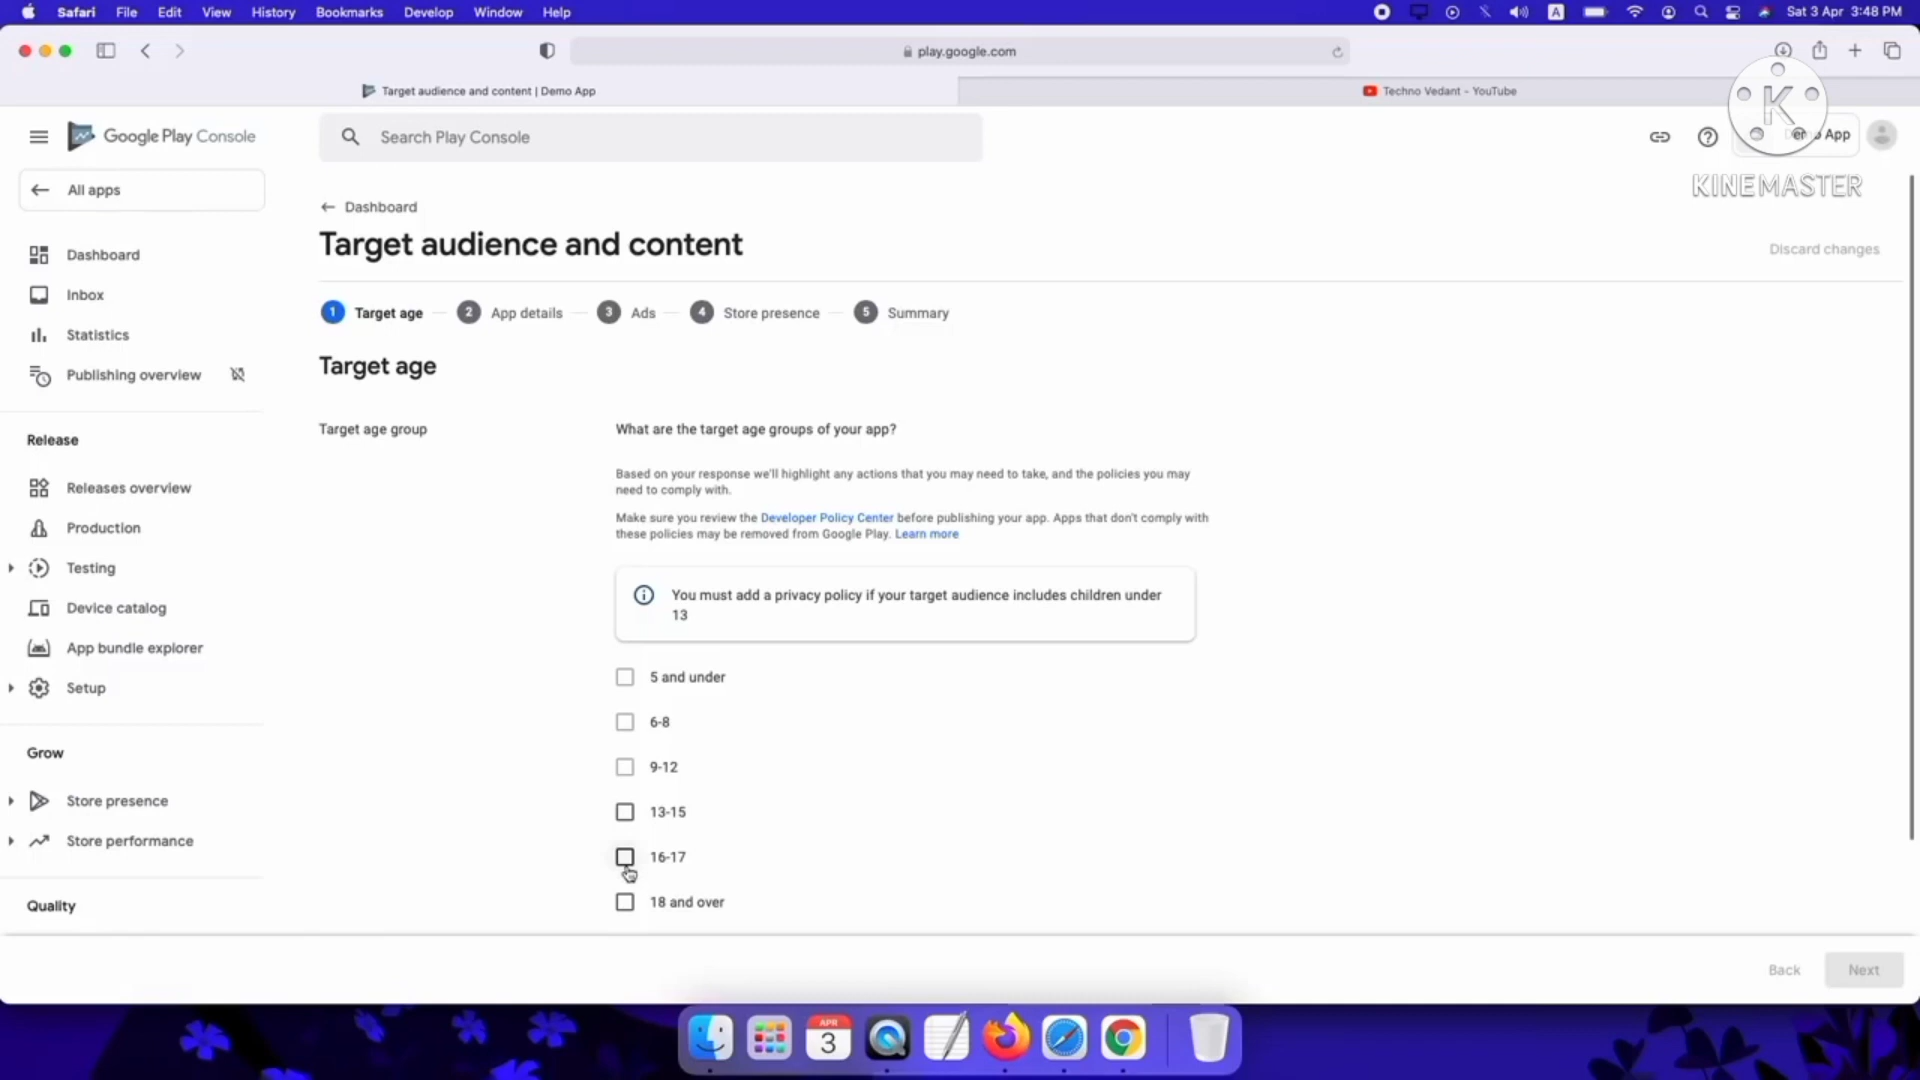 Safari File Edit View History Bookmarks Develop Window Help
A
Sat 3 Apr 3:48 PM
play.google.com
Target audience and content | Demo App
Techno Vedant - YouTube
Google Play Console
Search Play Console
K
App
KINEMASTER
All apps
Dashboard
Target audience and content
Discard changes
1 Target age
2 App details
3 Ads
4 Store presence
5 Summary
Dashboard
Inbox
Statistics
Publishing overview
Release
Releases overview
Production
Testing
Device catalog
App bundle explorer
Setup
Grow
Store presence
Store performance
Quality
Target age
Target age group
What are the target age groups of your app?
Based on your response we'll highlight any actions that you may need to take, and the policies you may
need to comply with.
Make sure you review the Developer Policy Center before publishing your app. Apps that don't comply with
these policies may be removed from Google Play. Learn more
You must add a privacy policy if your target audience includes children under
13
5 and under
6-8
9-12
13-15
16-17
18 and over
Back
Next
APR
3